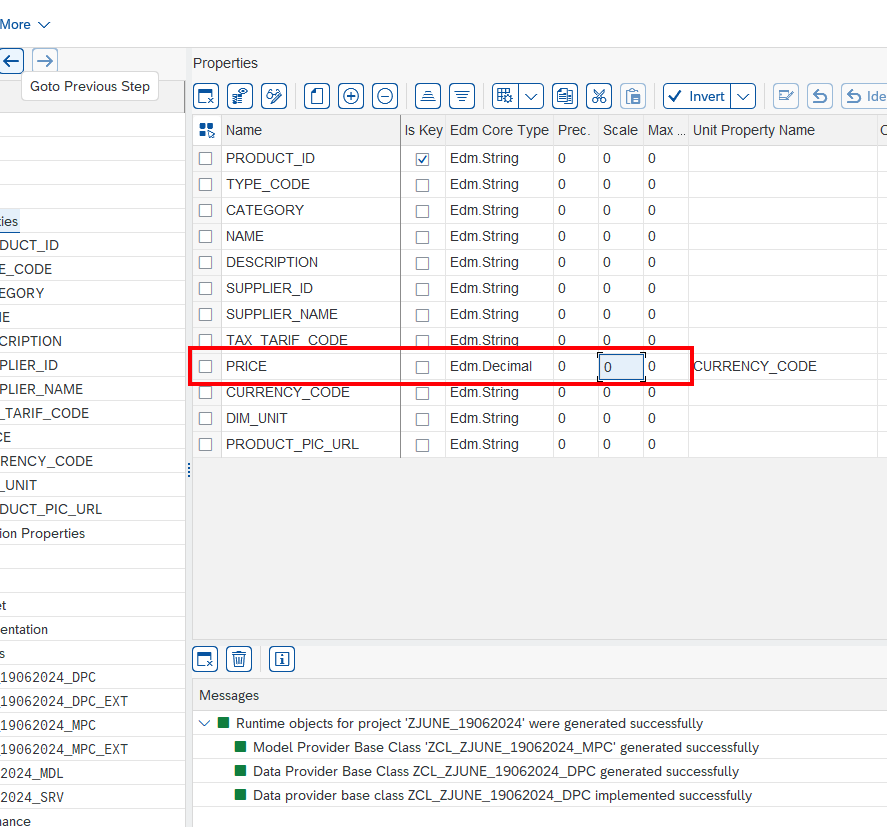 More
Goto Previous Step
ties
DUCT_ID
E_CODE
EGORY
ME
CRIPTION
PLIER_ID
PLIER_NAME
_TARIF_CODE
CE
RENCY_CODE
_UNIT
DUCT_PIC_URL
ion Properties
et
entation
s
_19062024_DPC
_19062024_DPC_EXT
_19062024_MPC
_19062024_MPC_EXT
2024_MDL
2024_SRV
nance
Properties
Invert
Ide
Name Is Key Edm Core Type Prec. Scale Max ... Unit Property Name C
PRODUCT_ID Edm.String 0 0 0
TYPE_CODE Edm.String 0 0 0
CATEGORY Edm.String 0 0 0
NAME Edm.String 0 0 0
DESCRIPTION Edm.String 0 0 0
SUPPLIER_ID Edm.String 0 0 0
SUPPLIER_NAME Edm.String 0 0 0
TAX_TARIF_CODE Edm.String 0 0 0
PRICE Edm.Decimal 0 0 0 CURRENCY_CODE
CURRENCY_CODE Edm.String 0 0 0
DIM_UNIT Edm.String 0 0 0
PRODUCT_PIC_URL Edm.String 0 0 0
Messages
Runtime objects for project 'ZJUNE_19062024' were generated successfully
Model Provider Base Class 'ZCL_ZJUNE_19062024_MPC' generated successfully
Data Provider Base Class ZCL_ZJUNE_19062024_DPC generated successfully
Data provider base class ZCL_ZJUNE_19062024_DPC implemented successfully